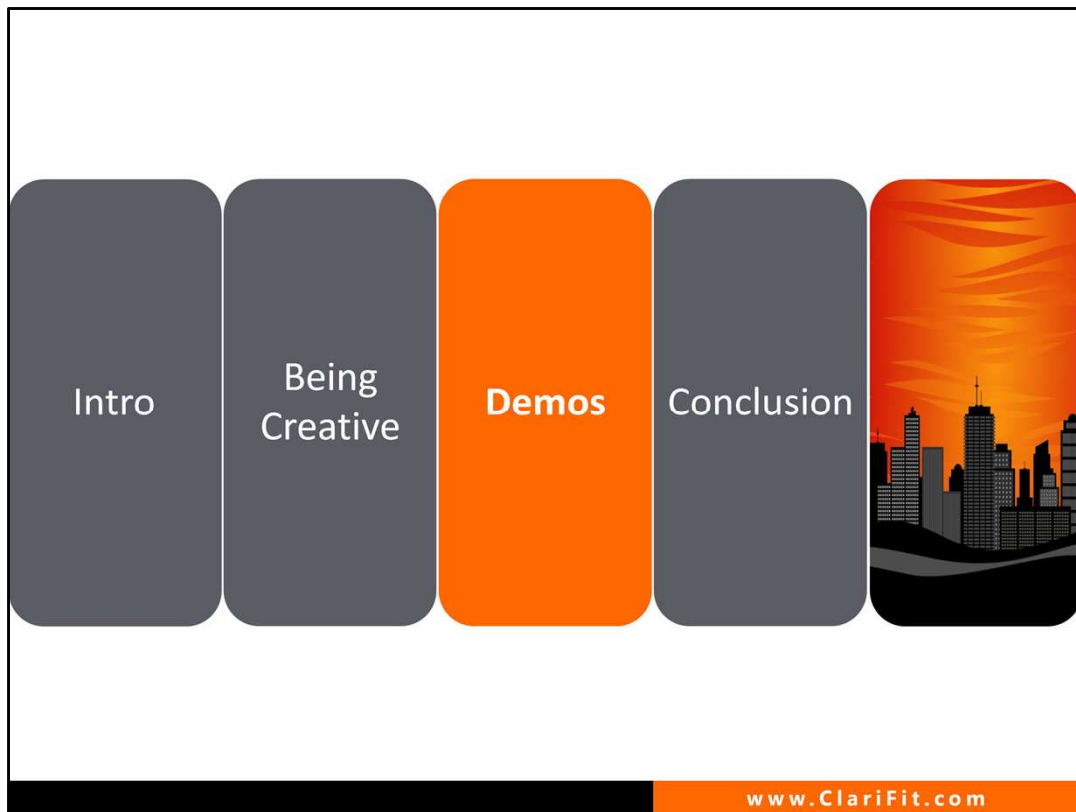 Intro
Being
Creative
Demos
Conclusion
www.ClariFit.com